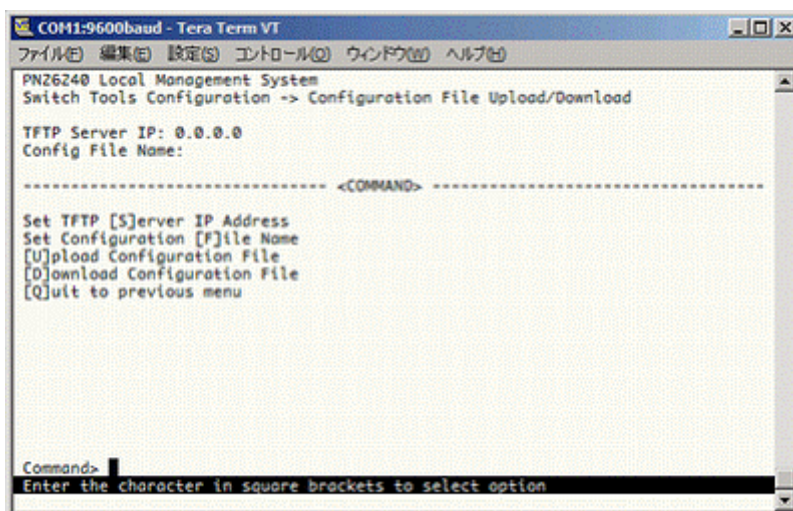 COM1:9600baud - Tera Term VT
ファイル(F) 編集(E) 設定(S) コントロール(O) ウィンドウ(W) ヘルプ(H)
PN26240 Local Management System
Switch Tools Configuration -> Configuration File Upload/Download
TFTP Server IP: 0.0.0.0
Config File Name:
-------------------------------- <COMMAND> -----------------------------------
Set TFTP [S]erver IP Address
Set Configuration [F]ile Name
[U]pload Configuration File
[D]ownload Configuration File
[Q]uit to previous menu
Command>
Enter the character in square brackets to select option